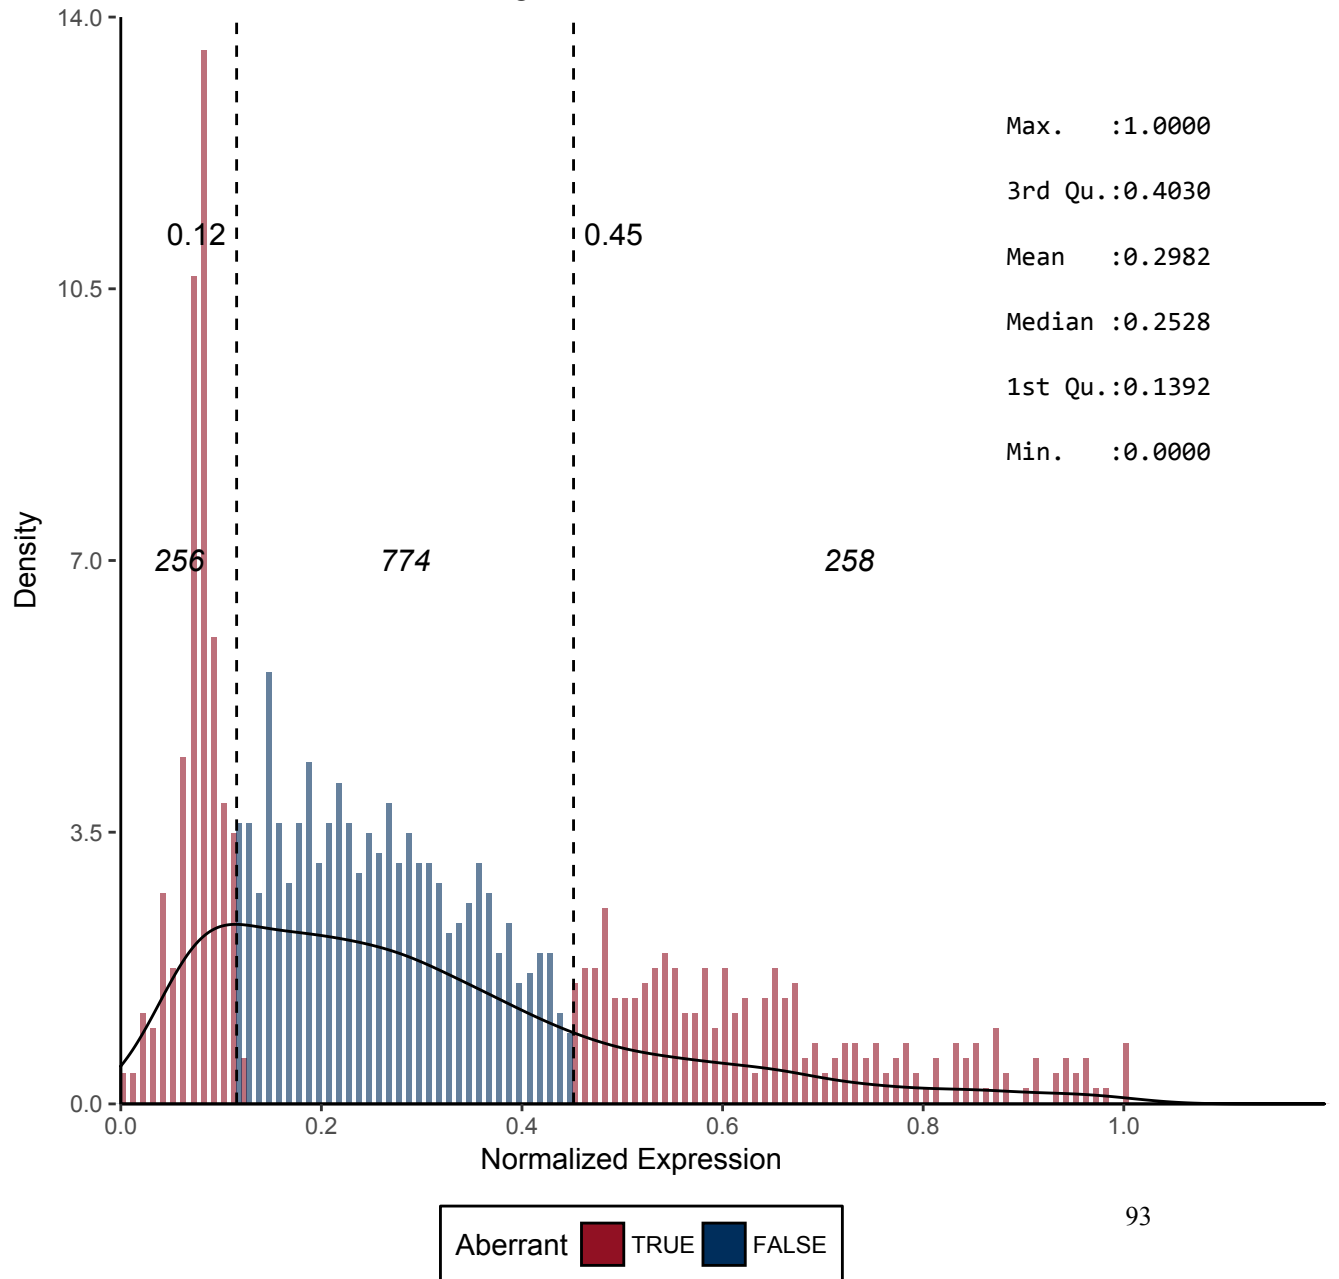 14.0
Max. :1.0000
3rd Qu.:0.4030
0.12
0.45
Mean :0.2982
10.5
Median :0.2528
1st Qu.:0.1392
Min. :0.0000
Density
7.0
256
774
258
3.5
0.0
0.0 0.2 0.4 0.6 0.8 1.0
Normalized Expression
93
Aberrant TRUE FALSE